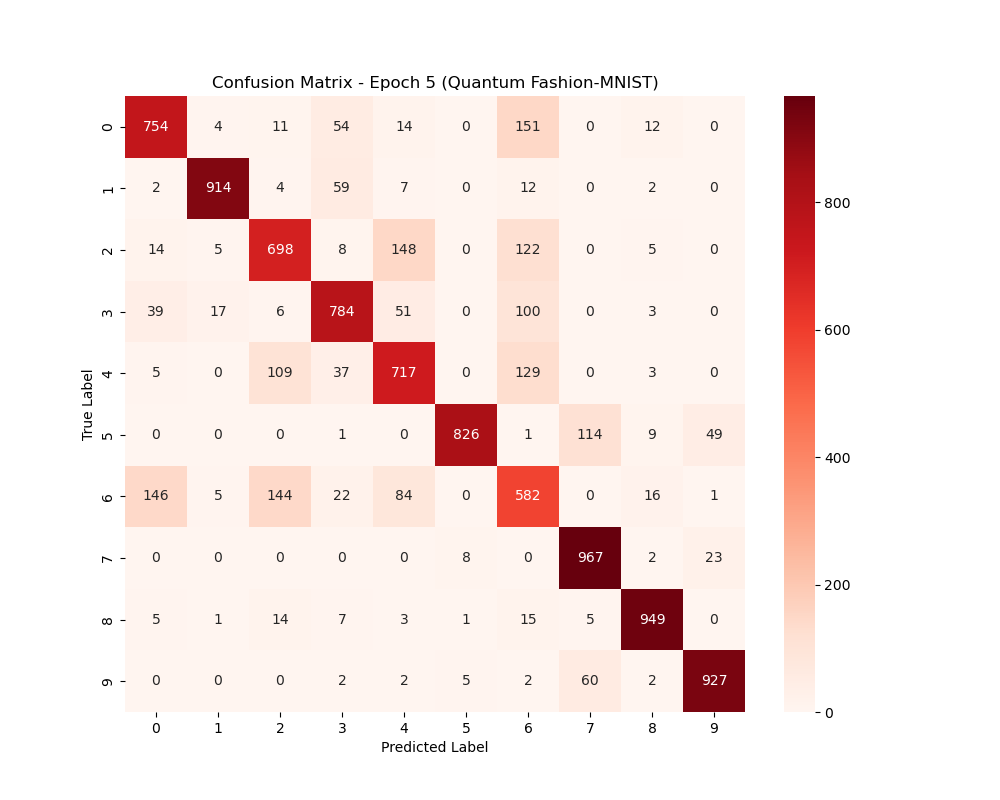 Confusion Matrix - Epoch 5 (Quantum Fashion-MNIST)
True Label
0 754 4 11 54 14 0 151 0 12 0
1 2 914 4 59 7 0 12 0 2 0
2 14 5 698 8 148 0 122 0 5 0
3 39 17 6 784 51 0 100 0 3 0
4 5 0 109 37 717 0 129 0 3 0
5 0 0 0 1 0 826 1 114 9 49
6 146 5 144 22 84 0 582 0 16 1
7 0 0 0 0 0 8 0 967 2 23
8 5 1 14 7 3 1 15 5 949 0
9 0 0 0 2 2 5 2 60 2 927
0 1 2 3 4 5 6 7 8 9
Predicted Label
800
600
400
200
0